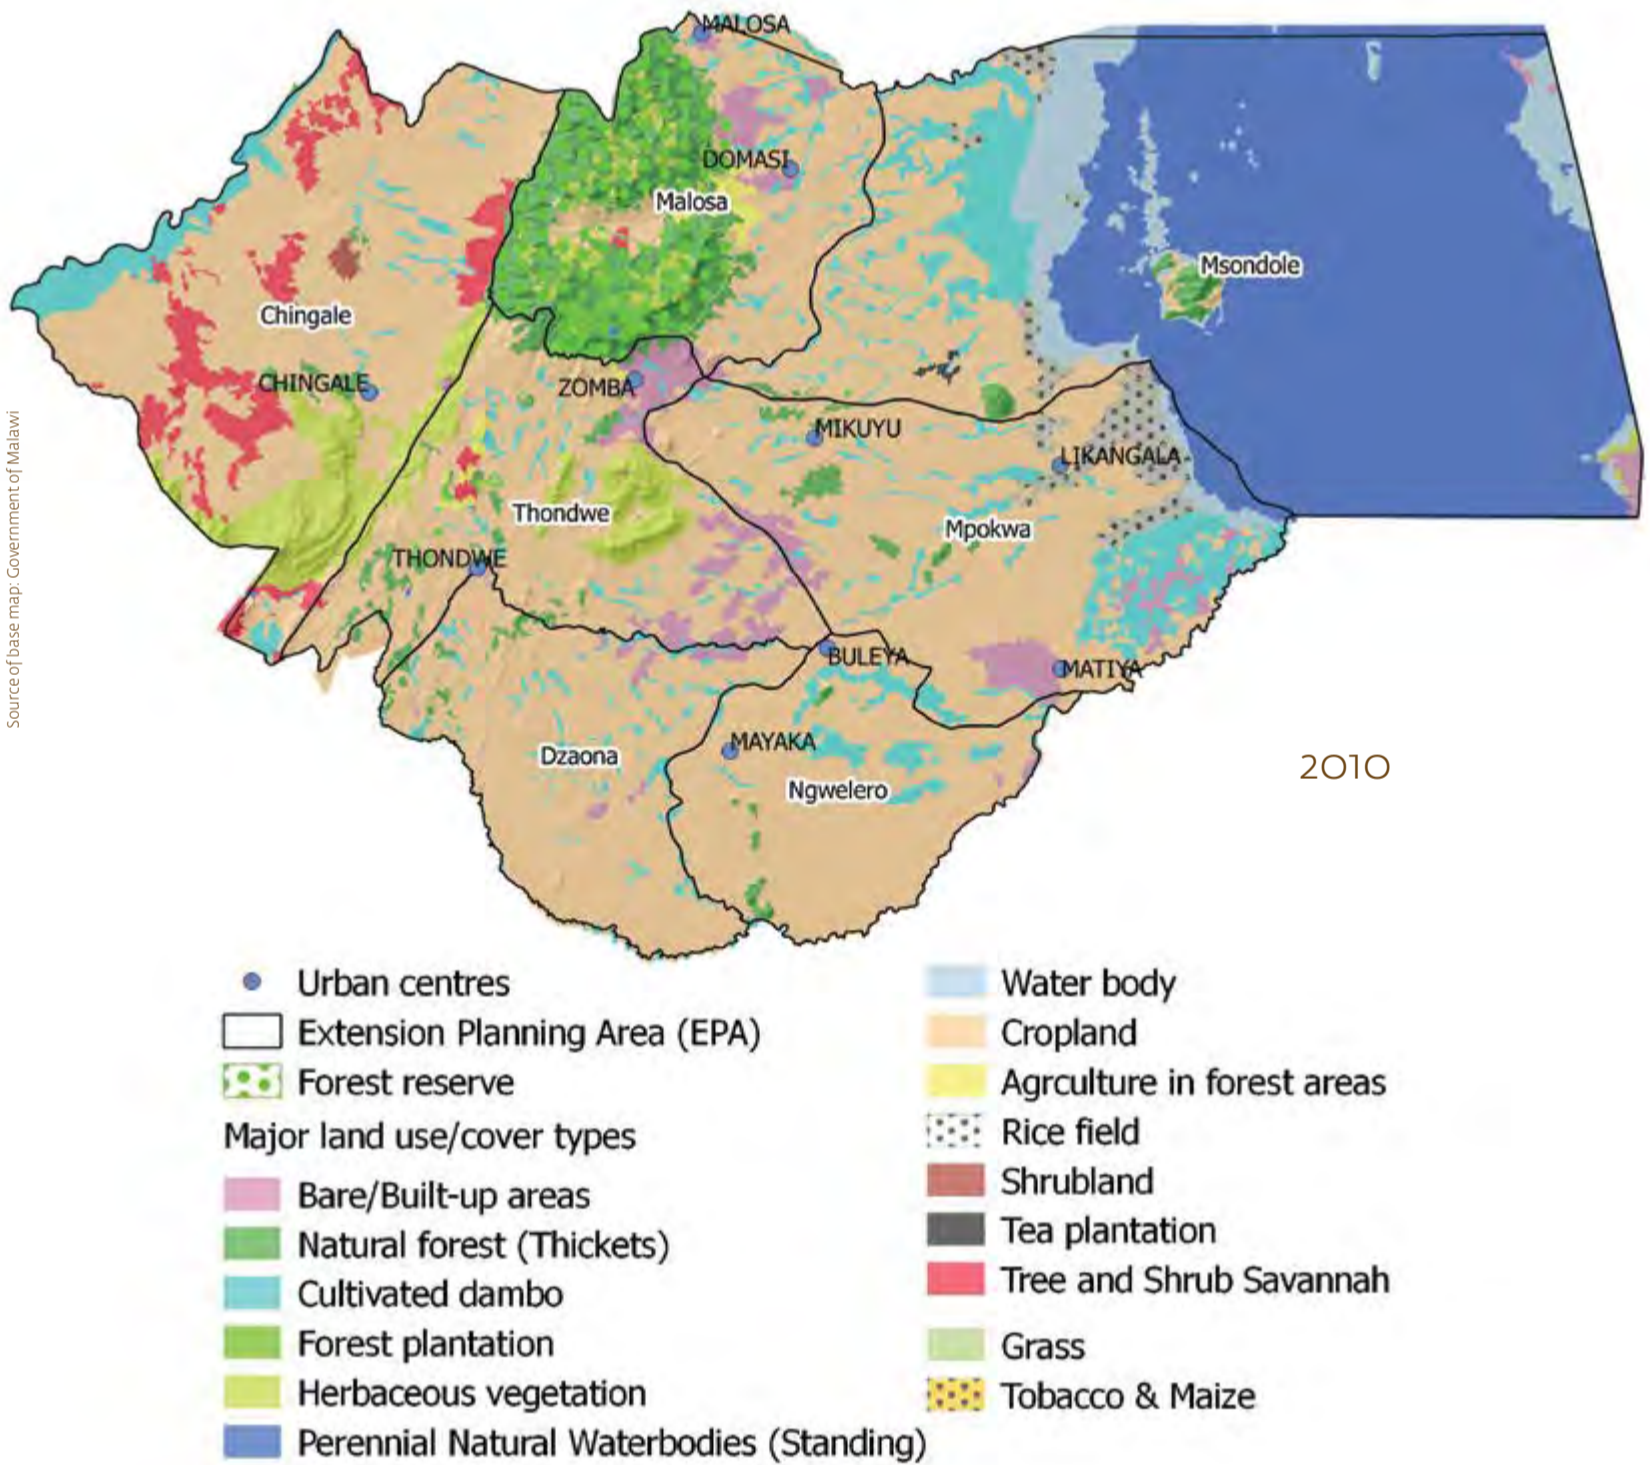 MALOSA
DOMASI
Malosa
Msondole
Chingale
CHINGALE
ZOMBA
MIKUYU
LIKANGALA
Thondwe
Mpokwa
THONDWE
BULEYA
MATIYA
MAYAKA
Dzaona
Ngwelero
Source of base map: Government of Malawi
2010
Urban centres
Extension Planning Area (EPA)
Forest reserve
Major land use/cover types
Bare/Built-up areas
Natural forest (Thickets)
Cultivated dambo
Forest plantation
Herbaceous vegetation
Perennial Natural Waterbodies (Standing)
Water body
Cropland
Agrculture in forest areas
Rice field
Shrubland
Tea plantation
Tree and Shrub Savannah
Grass
Tobacco & Maize